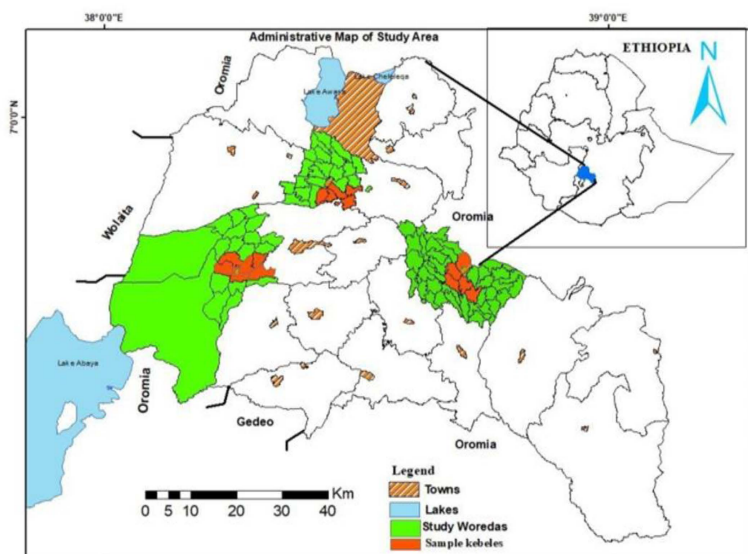 38°0'0"E
39°0'0"E
Administrative Map of Study Area
ETHIOPIA
N
7°0'0"N
Oromia
Lake Awasa
Wolaita
Oromia
Lake Abaya
Oromia
Gedeo
Oromia
Km
0 5 10 20 30 40
Legend
Towns
Lakes
Study Woredas
Sample kebeles